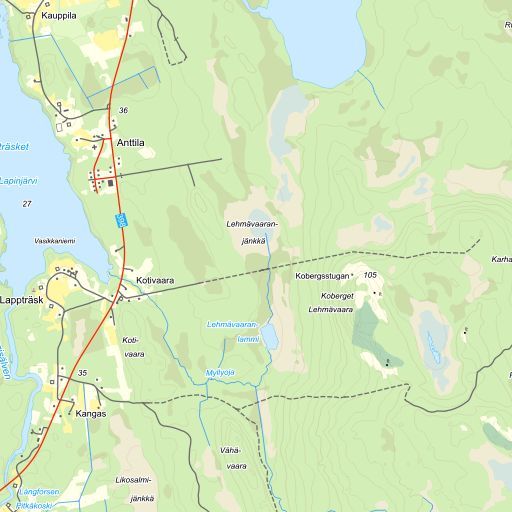 Kauppila
36
Anttila
träsket
Lapinjärvi
27
Vasikkaniemi
Lehmävaaran-
jänkkä
Kotivaara
Lappträsk
Kobergsstugan
105
Karha
Koberget
Lehmävaara
Lehmävaaran-
lammi
Koti-
vaara
35
Myllyoja
Kangas
Vähä-
vaara
Likosalmi-
jänkkä
Långforsen
Pitkäkoski